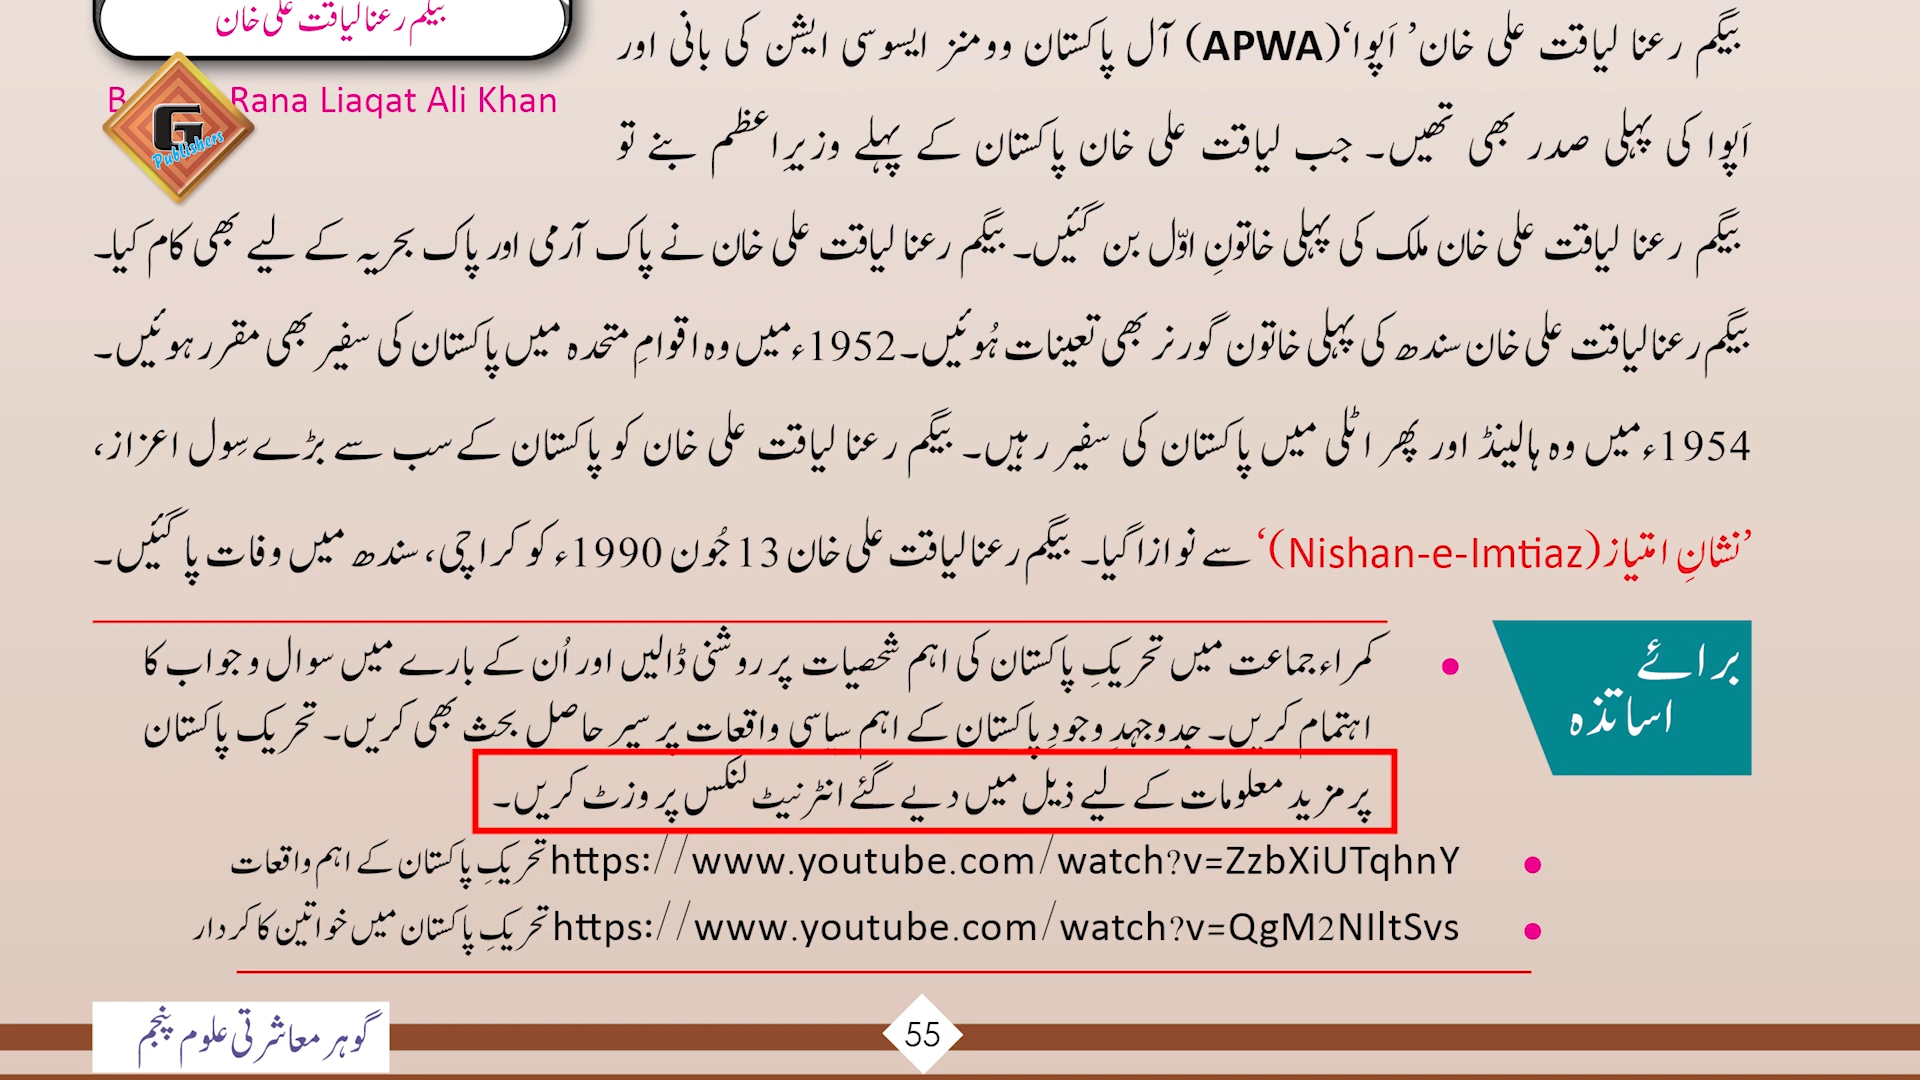 بیگم رعنا لیاقت علی خان
Rana Liaqat Ali Khan
G
Publishers
بیگم رعنا لیاقت علی خان ’اَپوا‘(APWA) آل پاکستان وومنز ایسوسی ایشن کی بانی اور
اَپوا کی پہلی صدر بھی تھیں۔ جب لیاقت علی خان پاکستان کے پہلے وزیرِاعظم بنے تو
بیگم رعنا لیاقت علی خان ملک کی پہلی خاتونِ اوّل بن گئیں۔ بیگم رعنا لیاقت علی خان نے پاک آرمی اور پاک بحریہ کے لیے بھی کام کیا۔
بیگم رعنا لیاقت علی خان سندھ کی پہلی خاتون گورنر بھی تعینات ہُوئیں۔ 1952ء میں وہ اقوامِ متحدہ میں پاکستان کی سفیر بھی مقرر ہوئیں۔
1954ء میں وہ ہالینڈ اور پھر اٹلی میں پاکستان کی سفیر رہیں۔ بیگم رعنا لیاقت علی خان کو پاکستان کے سب سے بڑے سِول اعزاز،
’نشانِ امتیاز(Nishan-e-Imtiaz)‘ سے نوازا گیا۔ بیگم رعنا لیاقت علی خان 13 جُون 1990ء کو کراچی، سندھ میں وفات پا گئیں۔
برائے
اساتذہ
• کمراء جماعت میں تحریکِ پاکستان کی اہم شخصیات پر روشنی ڈالیں اور اُن کے بارے میں سوال و جواب کا
اہتمام کریں۔ جدوجہدِ وجودِ پاکستان کے اہم سیاسی واقعات پر سیر حاصل بحث بھی کریں۔ تحریک پاکستان
پر مزید معلومات کے لیے ذیل میں دیے گئے انٹرنیٹ لنکس پر وزٹ کریں۔
• https://www.youtube.com/watch?v=ZzbXiUTqhnY تحریکِ پاکستان کے اہم واقعات
• https://www.youtube.com/watch?v=QgM2NIltSvs تحریکِ پاکستان میں خواتین کا کردار
55
گوہر معاشرتی علوم پنجم